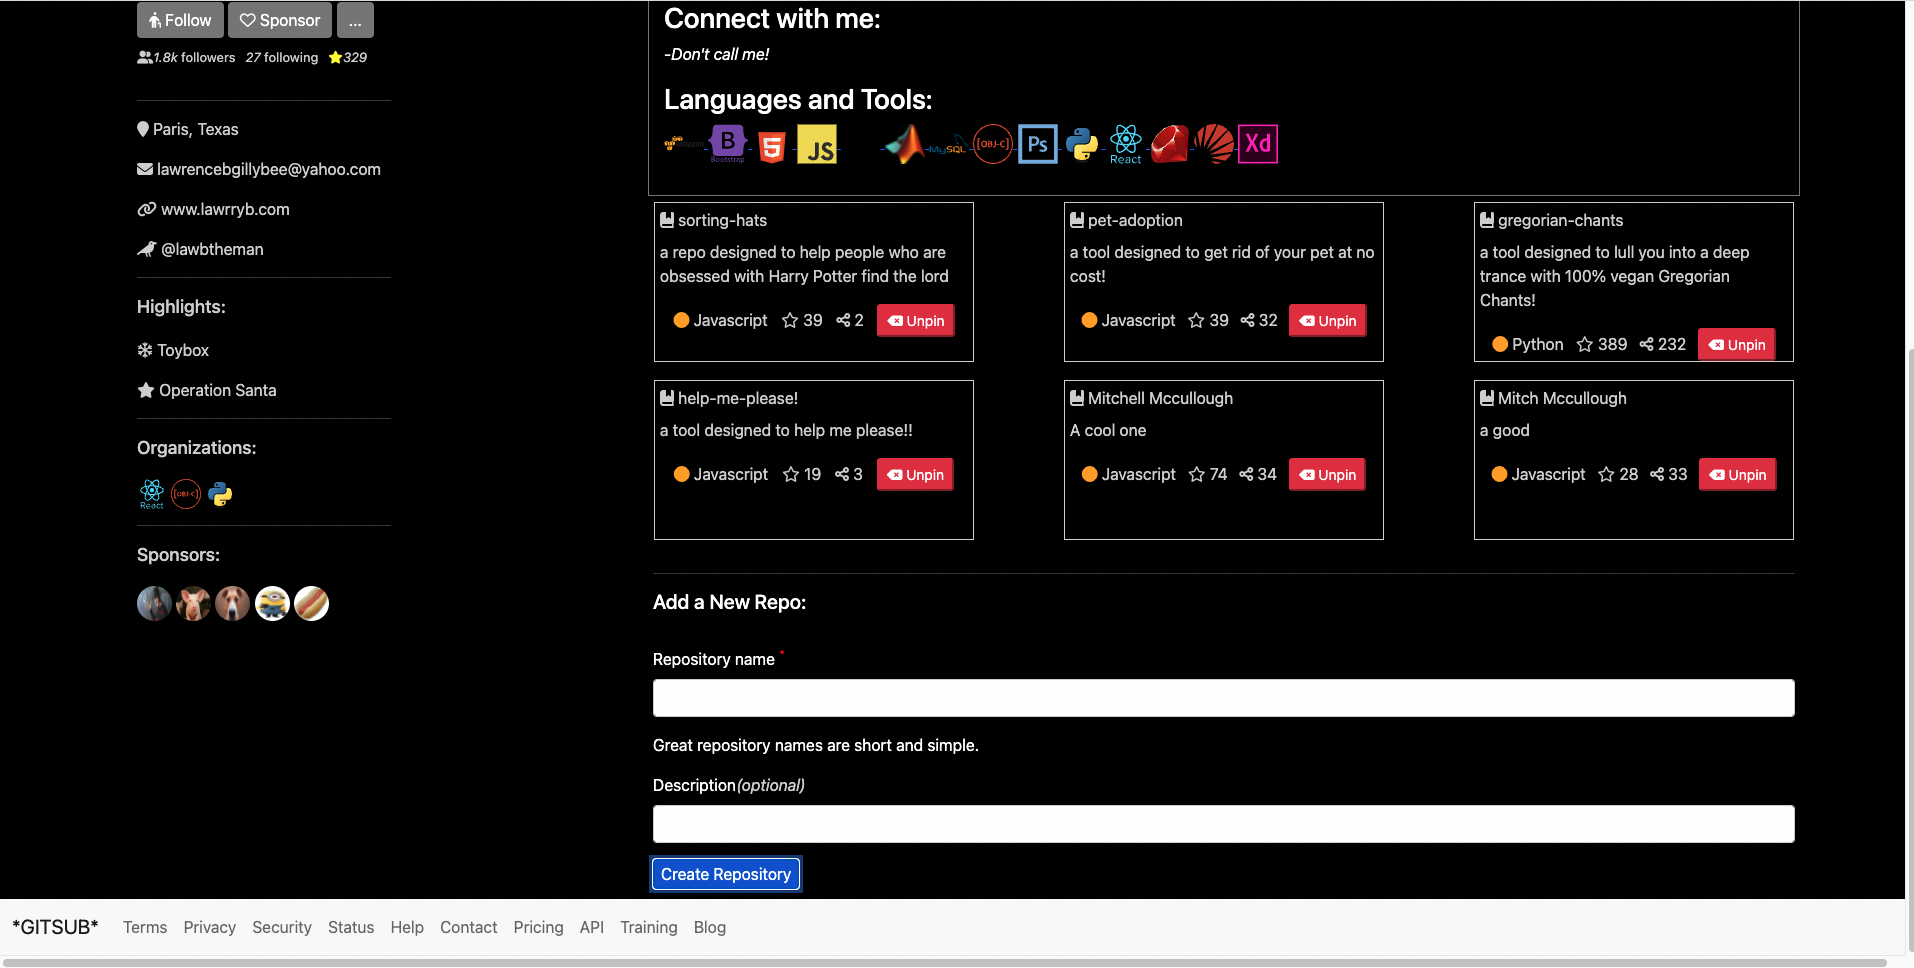 Follow
Sponsor
...
1.8k followers 27 following 329
Paris, Texas
lawrencebgillybee@yahoo.com
www.lawrryb.com
@lawbtheman
Highlights:
Toybox
Operation Santa
Organizations:
React [OBJ-C]
Sponsors:
Connect with me:
-Don't call me!
Languages and Tools:
amazon B Bootstrap 5 JS MySQL [OBJ-C] Ps React Xd
sorting-hats
a repo designed to help people who are
obsessed with Harry Potter find the lord
Javascript 39 2 Unpin
pet-adoption
a tool designed to get rid of your pet at no
cost!
Javascript 39 32 Unpin
gregorian-chants
a tool designed to lull you into a deep
trance with 100% vegan Gregorian
Chants!
Python 389 232 Unpin
help-me-please!
a tool designed to help me please!!
Javascript 19 3 Unpin
Mitchell Mccullough
A cool one
Javascript 74 34 Unpin
Mitch Mccullough
a good
Javascript 28 33 Unpin
Add a New Repo:
Repository name *
Great repository names are short and simple.
Description(optional)
Create Repository
*GITSUB* Terms Privacy Security Status Help Contact Pricing API Training Blog